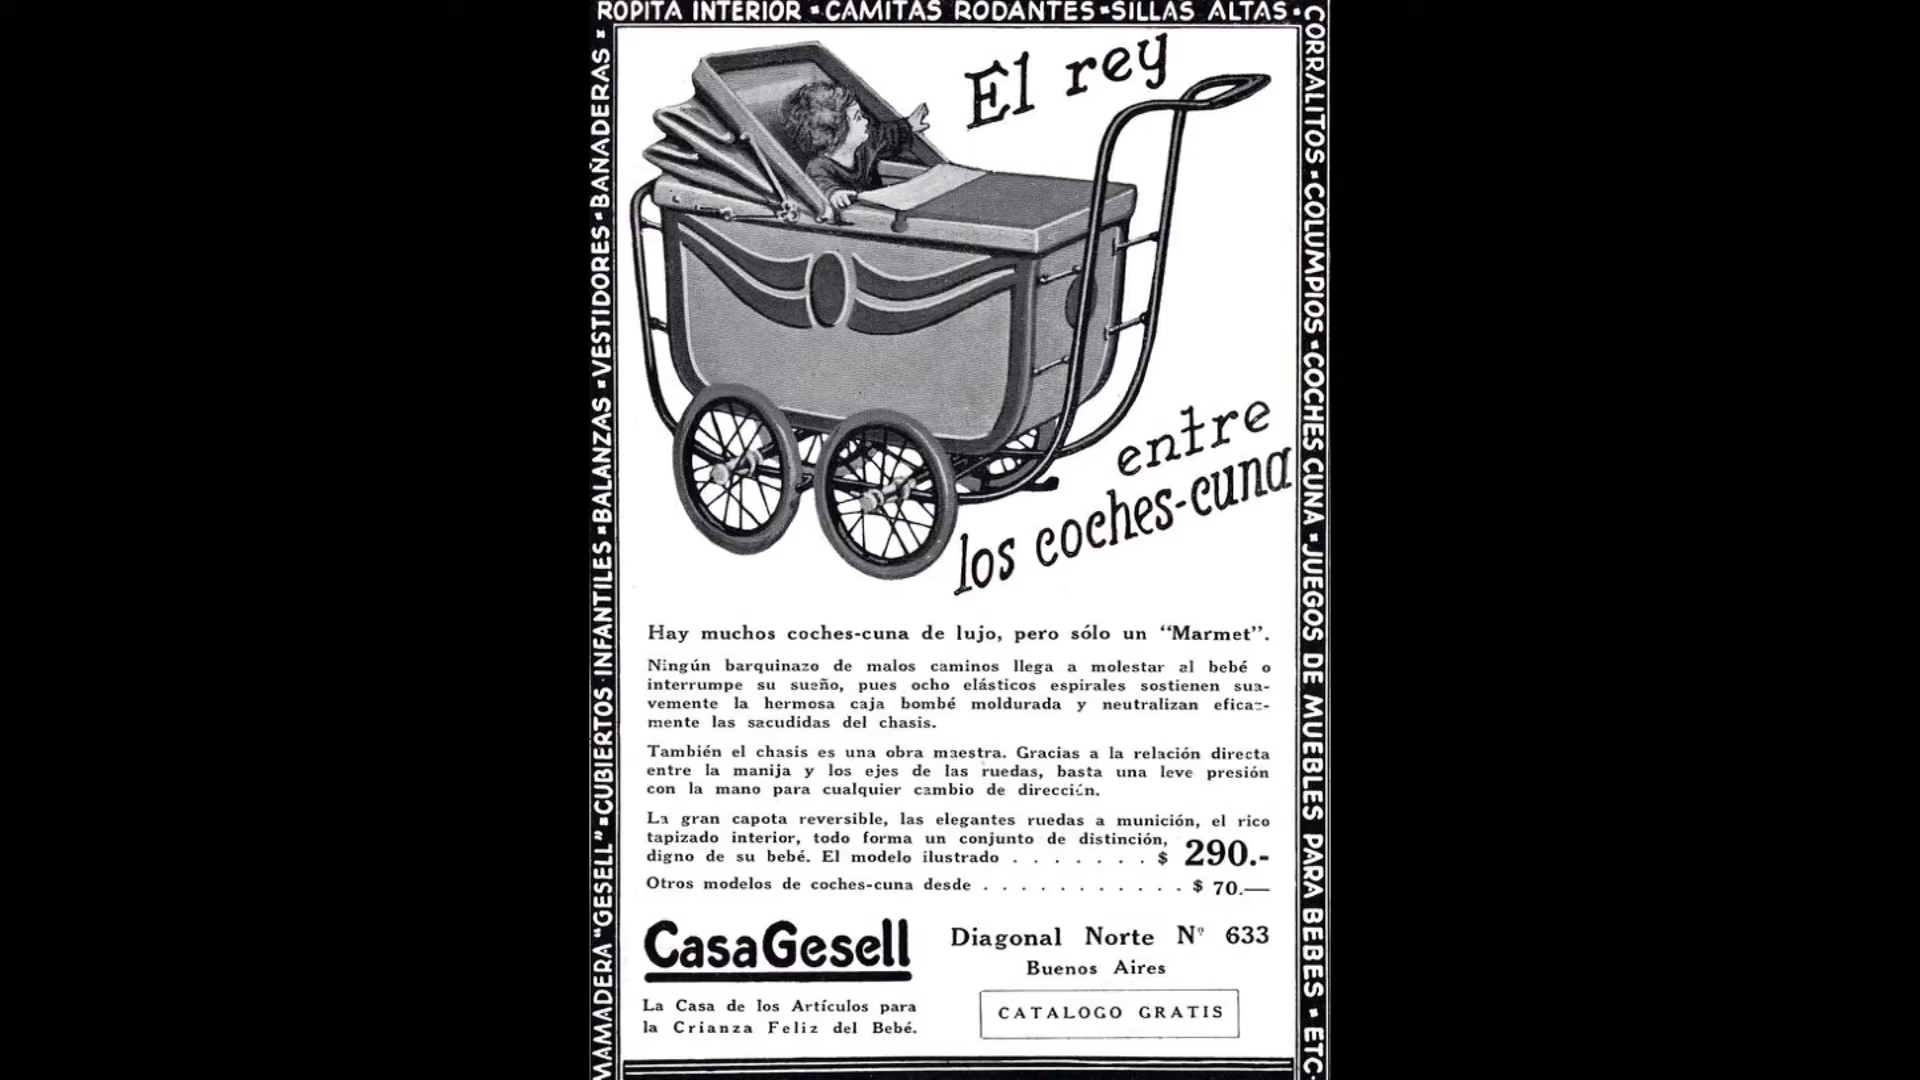 ROPITA INTERIOR • CAMITAS RODANTES • SILLAS ALTAS •
CORRALITOS • COLUMPIOS • COCHES CUNA • JUEGOS DE MUEBLES PARA BEBES • ETC.
MAMADERA "GESELL" • CUBIERTOS INFANTILES • BALANZAS • VESTIDORES • BAÑADERAS •
El rey
entre
los coches-cuna
Hay muchos coches-cuna de lujo, pero sólo un "Marmet".
Ningún barquinazo de malos caminos llega a molestar al bebé o
interrumpe su sueño, pues ocho elásticos espirales sostienen sua-
vemente la hermosa caja bombé moldurada y neutralizan eficaz-
mente las sacudidas del chasis.
También el chasis es una obra maestra. Gracias a la relación directa
entre la manija y los ejes de las ruedas, basta una leve presión
con la mano para cualquier cambio de dirección.
La gran capota reversible, las elegantes ruedas a munición, el rico
tapizado interior, todo forma un conjunto de distinción,
digno de su bebé. El modelo ilustrado . . . . . . . $ 290.-
Otros modelos de coches-cuna desde . . . . . . . . . . . $ 70.—
Casa Gesell
Diagonal Norte Nº 633
Buenos Aires
La Casa de los Artículos para
la Crianza Feliz del Bebé.
CATALOGO GRATIS